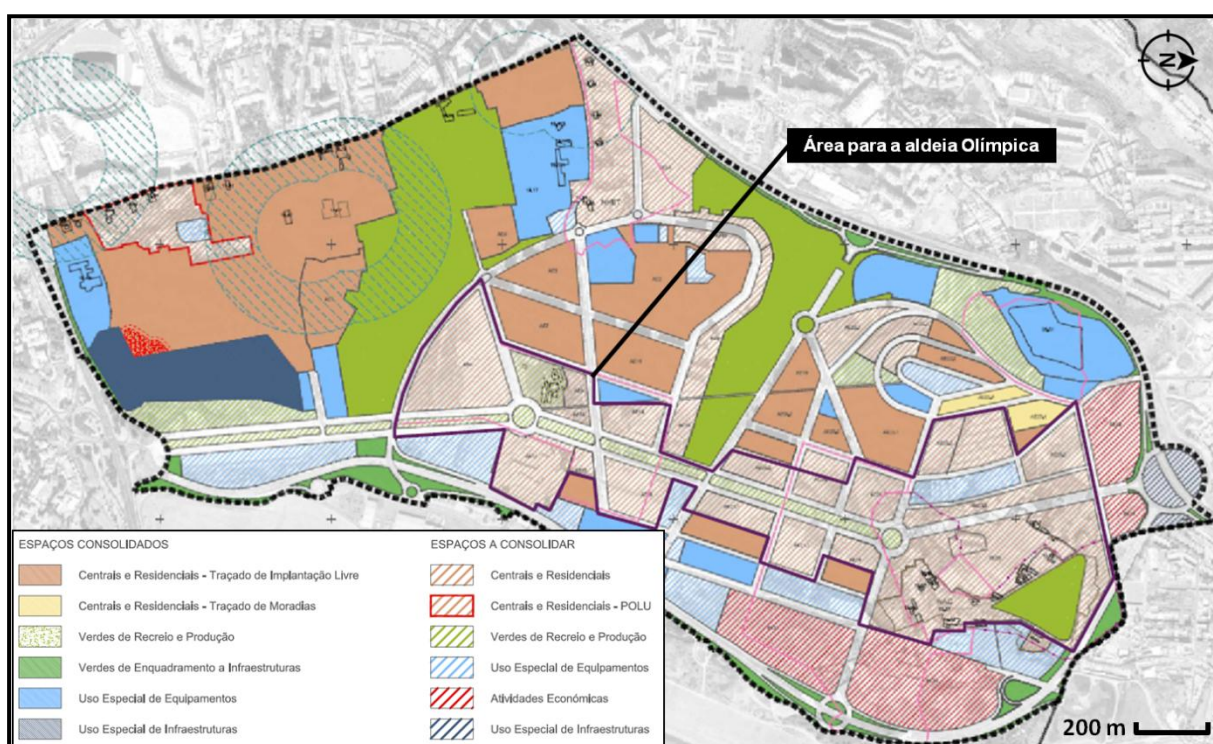 N
Área para a aldeia Olímpica
ESPAÇOS CONSOLIDADOS
Centrais e Residenciais - Traçado de Implantação Livre
Centrais e Residenciais - Traçado de Moradias
Verdes de Recreio e Produção
Verdes de Enquadramento a Infraestruturas
Uso Especial de Equipamentos
Uso Especial de Infraestruturas
ESPAÇOS A CONSOLIDAR
Centrais e Residenciais
Centrais e Residenciais - POLU
Verdes de Recreio e Produção
Uso Especial de Equipamentos
Atividades Económicas
Uso Especial de Infraestruturas
200 m